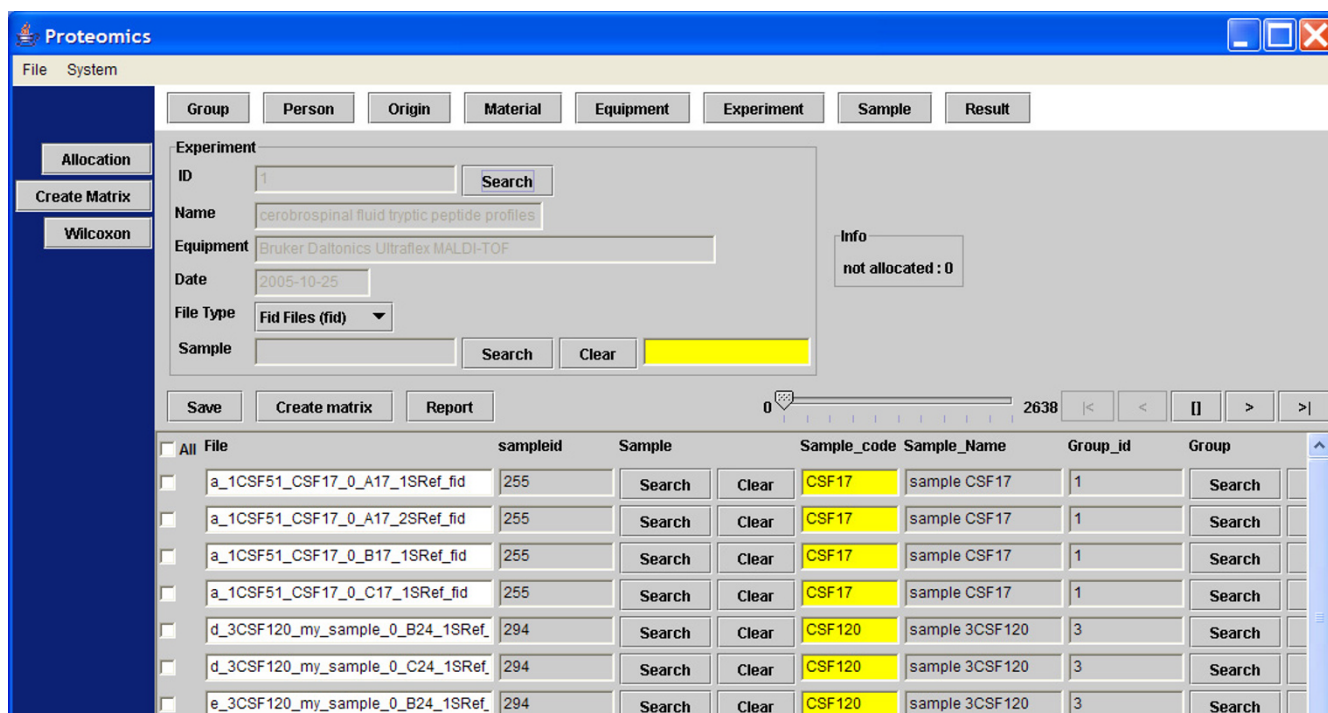 Proteomics
File System
Group Person Origin Material Equipment Experiment Sample Result
Allocation
Create Matrix
Wilcoxon
Experiment
ID 1 Search
Name cerobrospinal fluid tryptic peptide profiles
Equipment Bruker Daltonics Ultraflex MALDI-TOF
Date 2005-10-25
File Type Fid Files (fid)
Sample Search Clear
Info
not allocated : 0
Save Create matrix Report 0 2638 |< < [] > >|
All File sampleid Sample Sample_code Sample_Name Group_id Group
a_1CSF51_CSF17_0_A17_1SRef_fid 255 Search Clear CSF17 sample CSF17 1 Search
a_1CSF51_CSF17_0_A17_2SRef_fid 255 Search Clear CSF17 sample CSF17 1 Search
a_1CSF51_CSF17_0_B17_1SRef_fid 255 Search Clear CSF17 sample CSF17 1 Search
a_1CSF51_CSF17_0_C17_1SRef_fid 255 Search Clear CSF17 sample CSF17 1 Search
d_3CSF120_my_sample_0_B24_1SRef_ 294 Search Clear CSF120 sample 3CSF120 3 Search
d_3CSF120_my_sample_0_C24_1SRef_ 294 Search Clear CSF120 sample 3CSF120 3 Search
e_3CSF120_my_sample_0_B24_1SRef_ 294 Search Clear CSF120 sample 3CSF120 3 Search